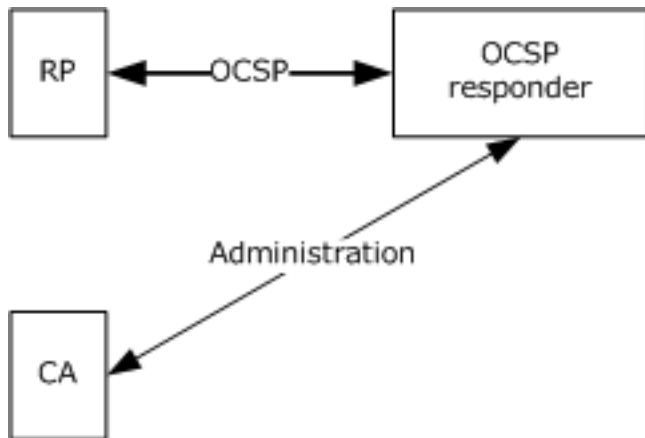 RP
OCSP
OCSP
responder
Administration
CA